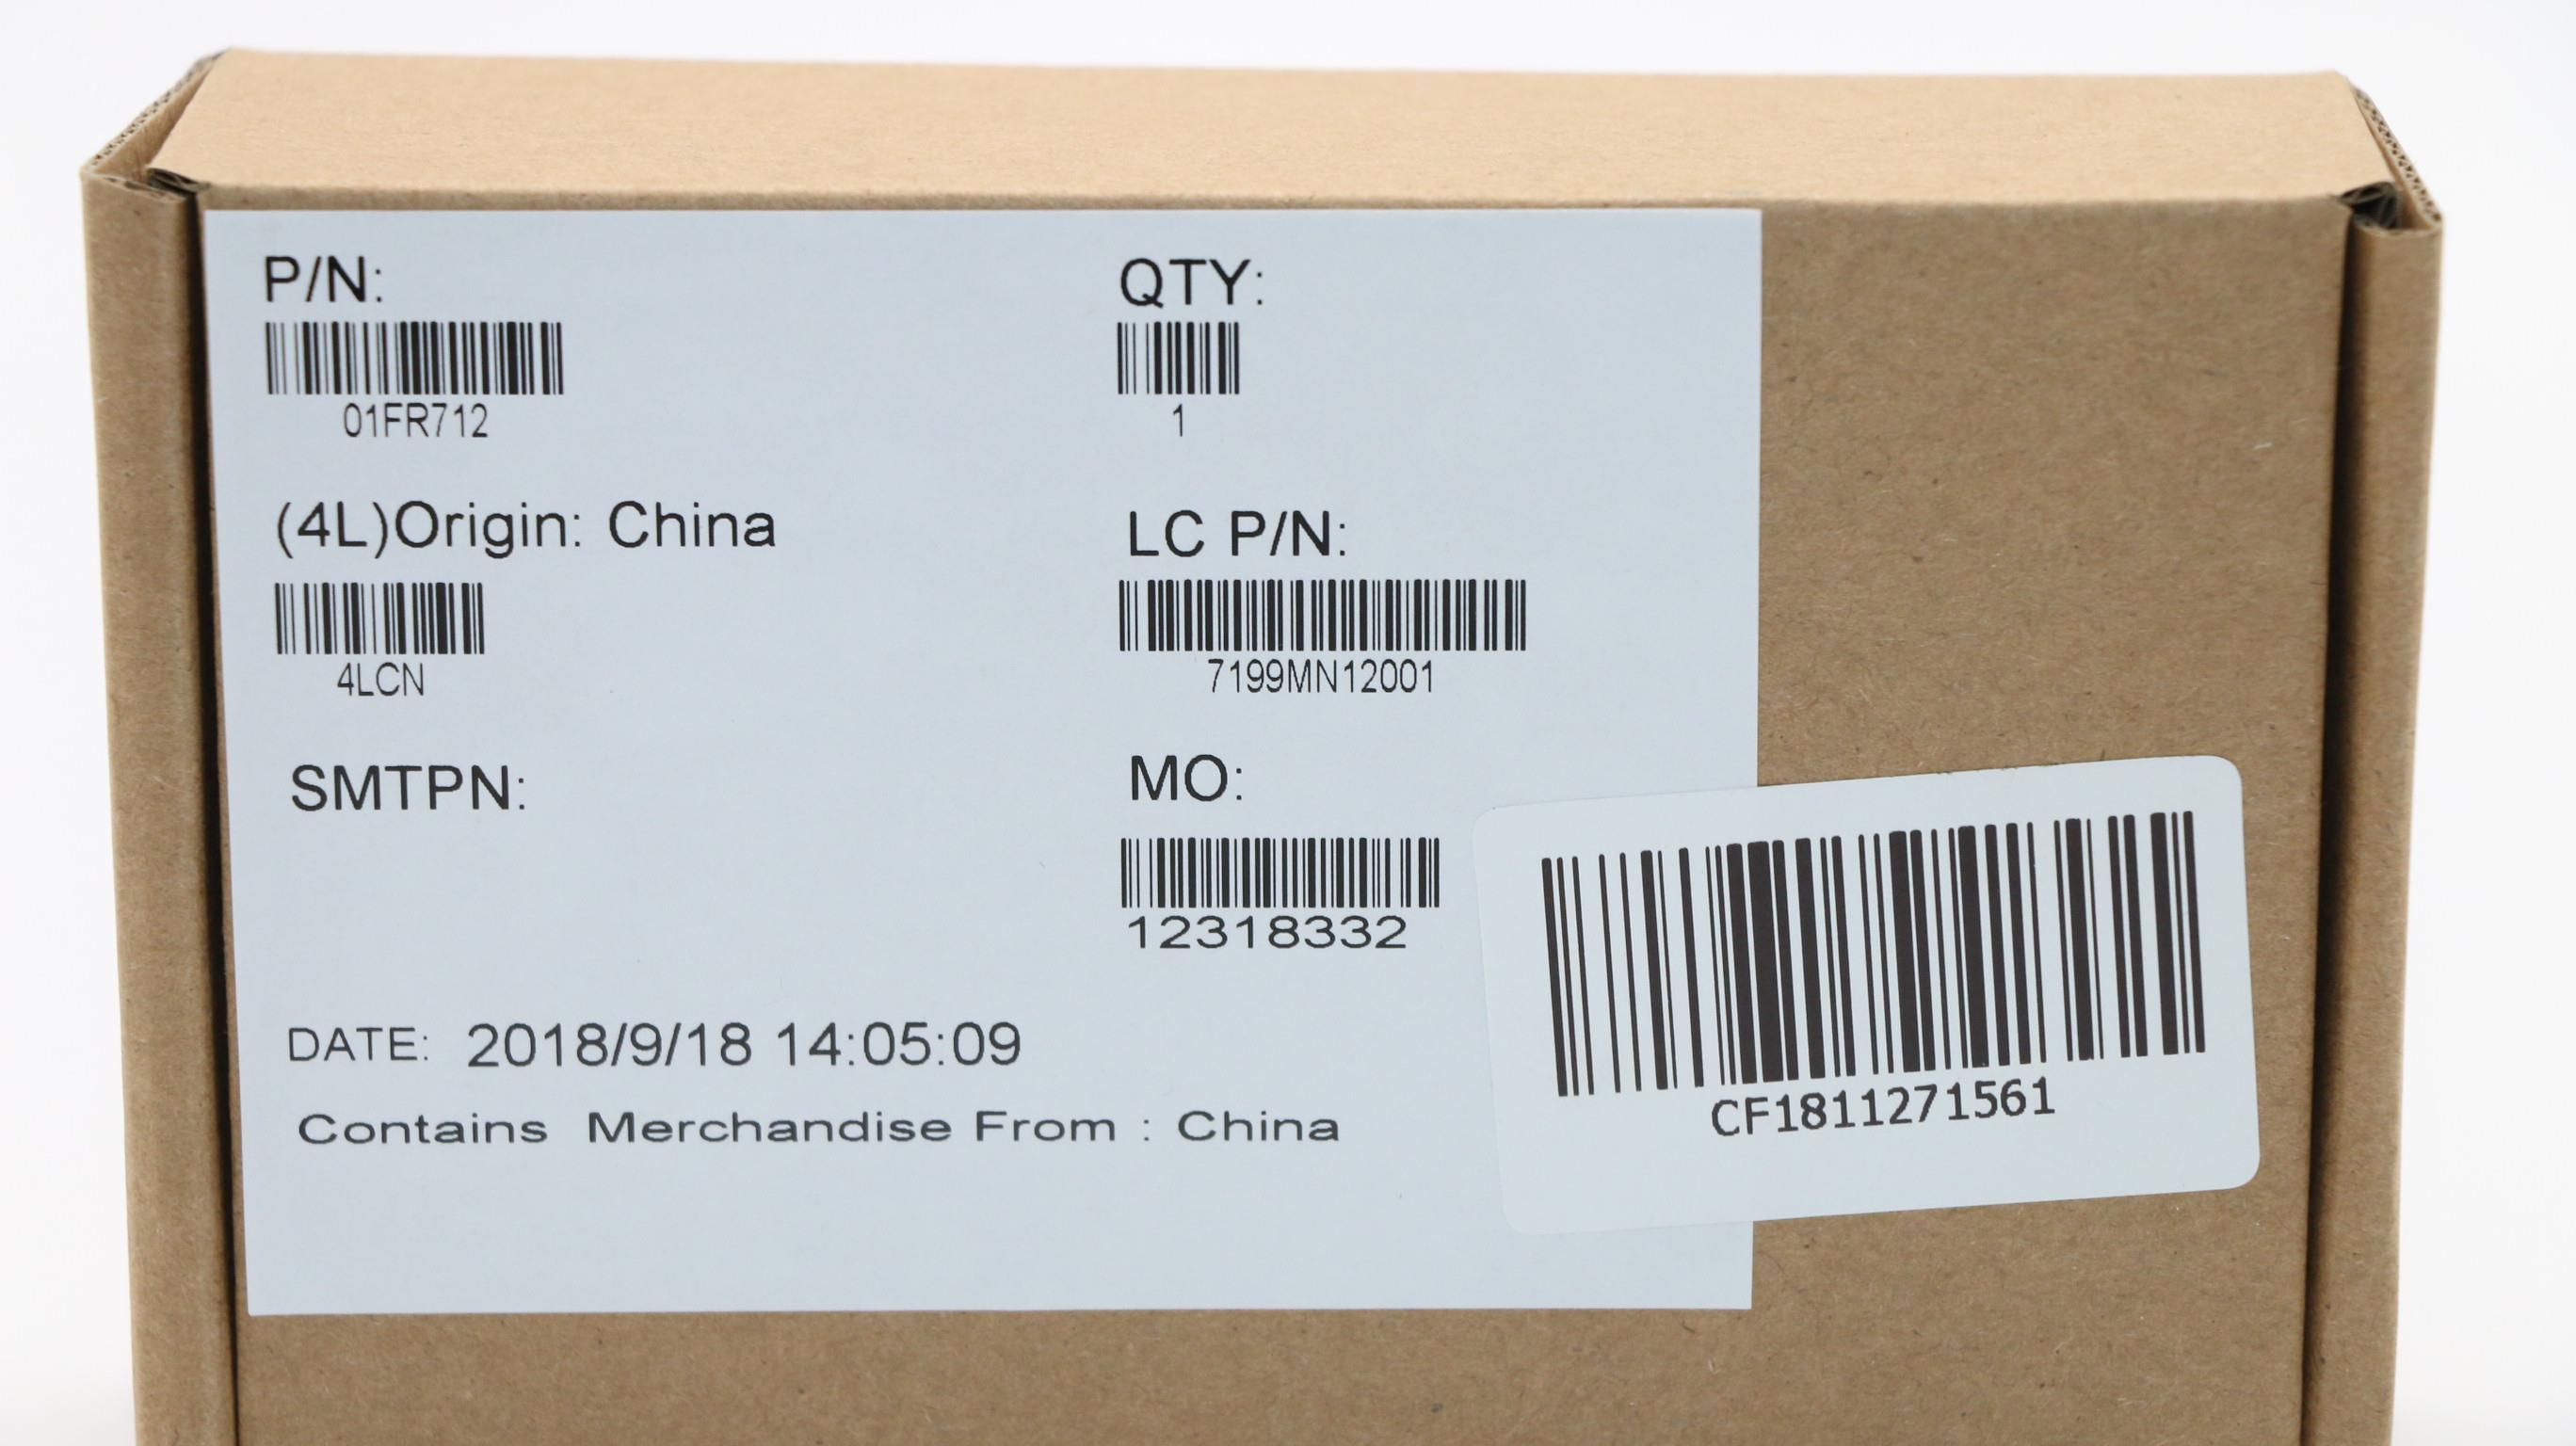 P/N:
01FR712
QTY:
1
(4L)Origin: China
4LCN
LC P/N:
7199MN12001
SMTPN:
MO:
12318332
DATE: 2018/9/18 14:05:09
Contains Merchandise From : China
CF1811271561